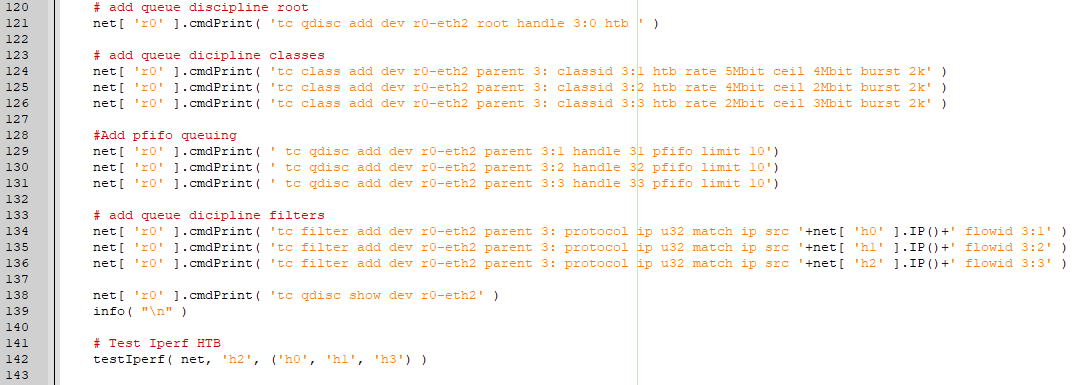 120 # add queue discipline root
121 net[ 'r0' ].cmdPrint( 'tc qdisc add dev r0-eth2 root handle 3:0 htb ' )
122
123 # add queue dicipline classes
124 net[ 'r0' ].cmdPrint( 'tc class add dev r0-eth2 parent 3: classid 3:1 htb rate 5Mbit ceil 4Mbit burst 2k' )
125 net[ 'r0' ].cmdPrint( 'tc class add dev r0-eth2 parent 3: classid 3:2 htb rate 4Mbit ceil 2Mbit burst 2k' )
126 net[ 'r0' ].cmdPrint( 'tc class add dev r0-eth2 parent 3: classid 3:3 htb rate 2Mbit ceil 3Mbit burst 2k' )
127
128 #Add pfifo queuing
129 net[ 'r0' ].cmdPrint( ' tc qdisc add dev r0-eth2 parent 3:1 handle 31 pfifo limit 10')
130 net[ 'r0' ].cmdPrint( ' tc qdisc add dev r0-eth2 parent 3:2 handle 32 pfifo limit 10')
131 net[ 'r0' ].cmdPrint( ' tc qdisc add dev r0-eth2 parent 3:3 handle 33 pfifo limit 10')
132
133 # add queue dicipline filters
134 net[ 'r0' ].cmdPrint( 'tc filter add dev r0-eth2 parent 3: protocol ip u32 match ip src '+net[ 'h0' ].IP()+' flowid 3:1' )
135 net[ 'r0' ].cmdPrint( 'tc filter add dev r0-eth2 parent 3: protocol ip u32 match ip src '+net[ 'h1' ].IP()+' flowid 3:2' )
136 net[ 'r0' ].cmdPrint( 'tc filter add dev r0-eth2 parent 3: protocol ip u32 match ip src '+net[ 'h2' ].IP()+' flowid 3:3' )
137
138 net[ 'r0' ].cmdPrint( 'tc qdisc show dev r0-eth2' )
139 info( "\n" )
140
141 # Test Iperf HTB
142 testIperf( net, 'h2', ('h0', 'h1', 'h3') )
143